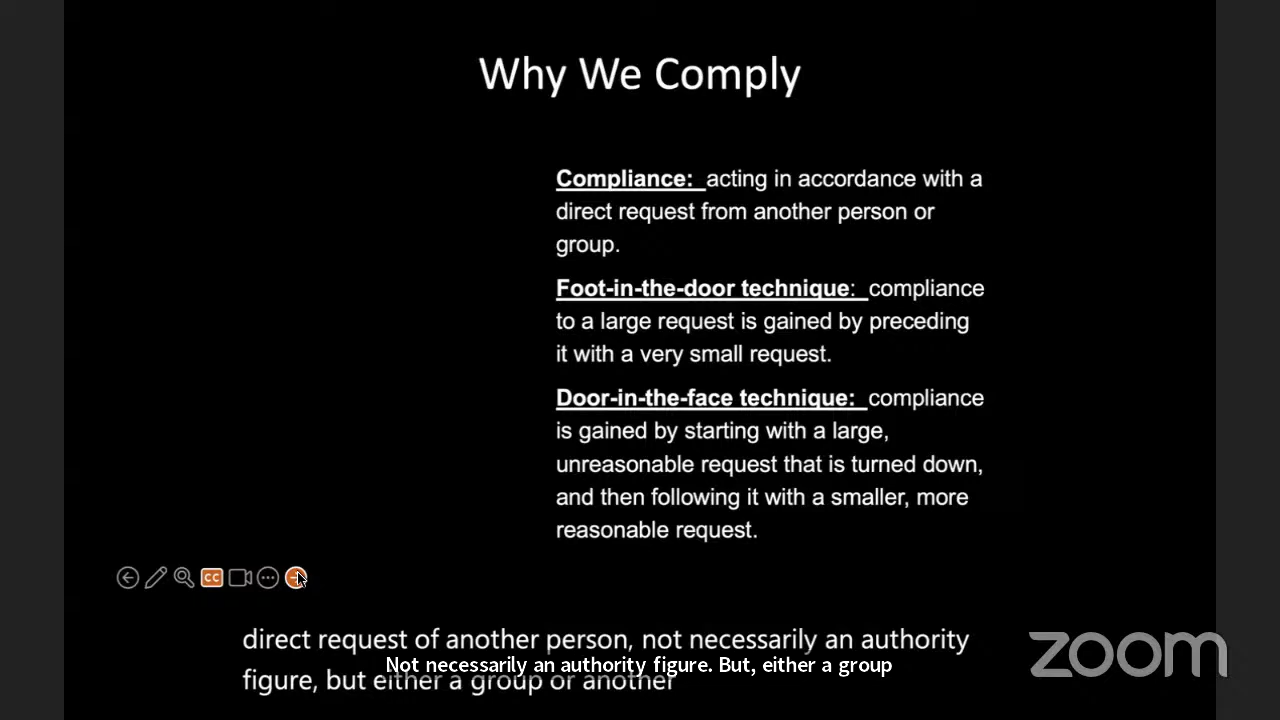 Why We Comply
Compliance: acting in accordance with a
direct request from another person or
group.
Foot-in-the-door technique: compliance
to a large request is gained by preceding
it with a very small request.
Door-in-the-face technique: compliance
is gained by starting with a large,
unreasonable request that is turned down,
and then following it with a smaller, more
reasonable request.
CC
direct request of another person, not necessarily an authority
Not necessarily an authority figure. But, either a group
figure, but either a group or another
zoom